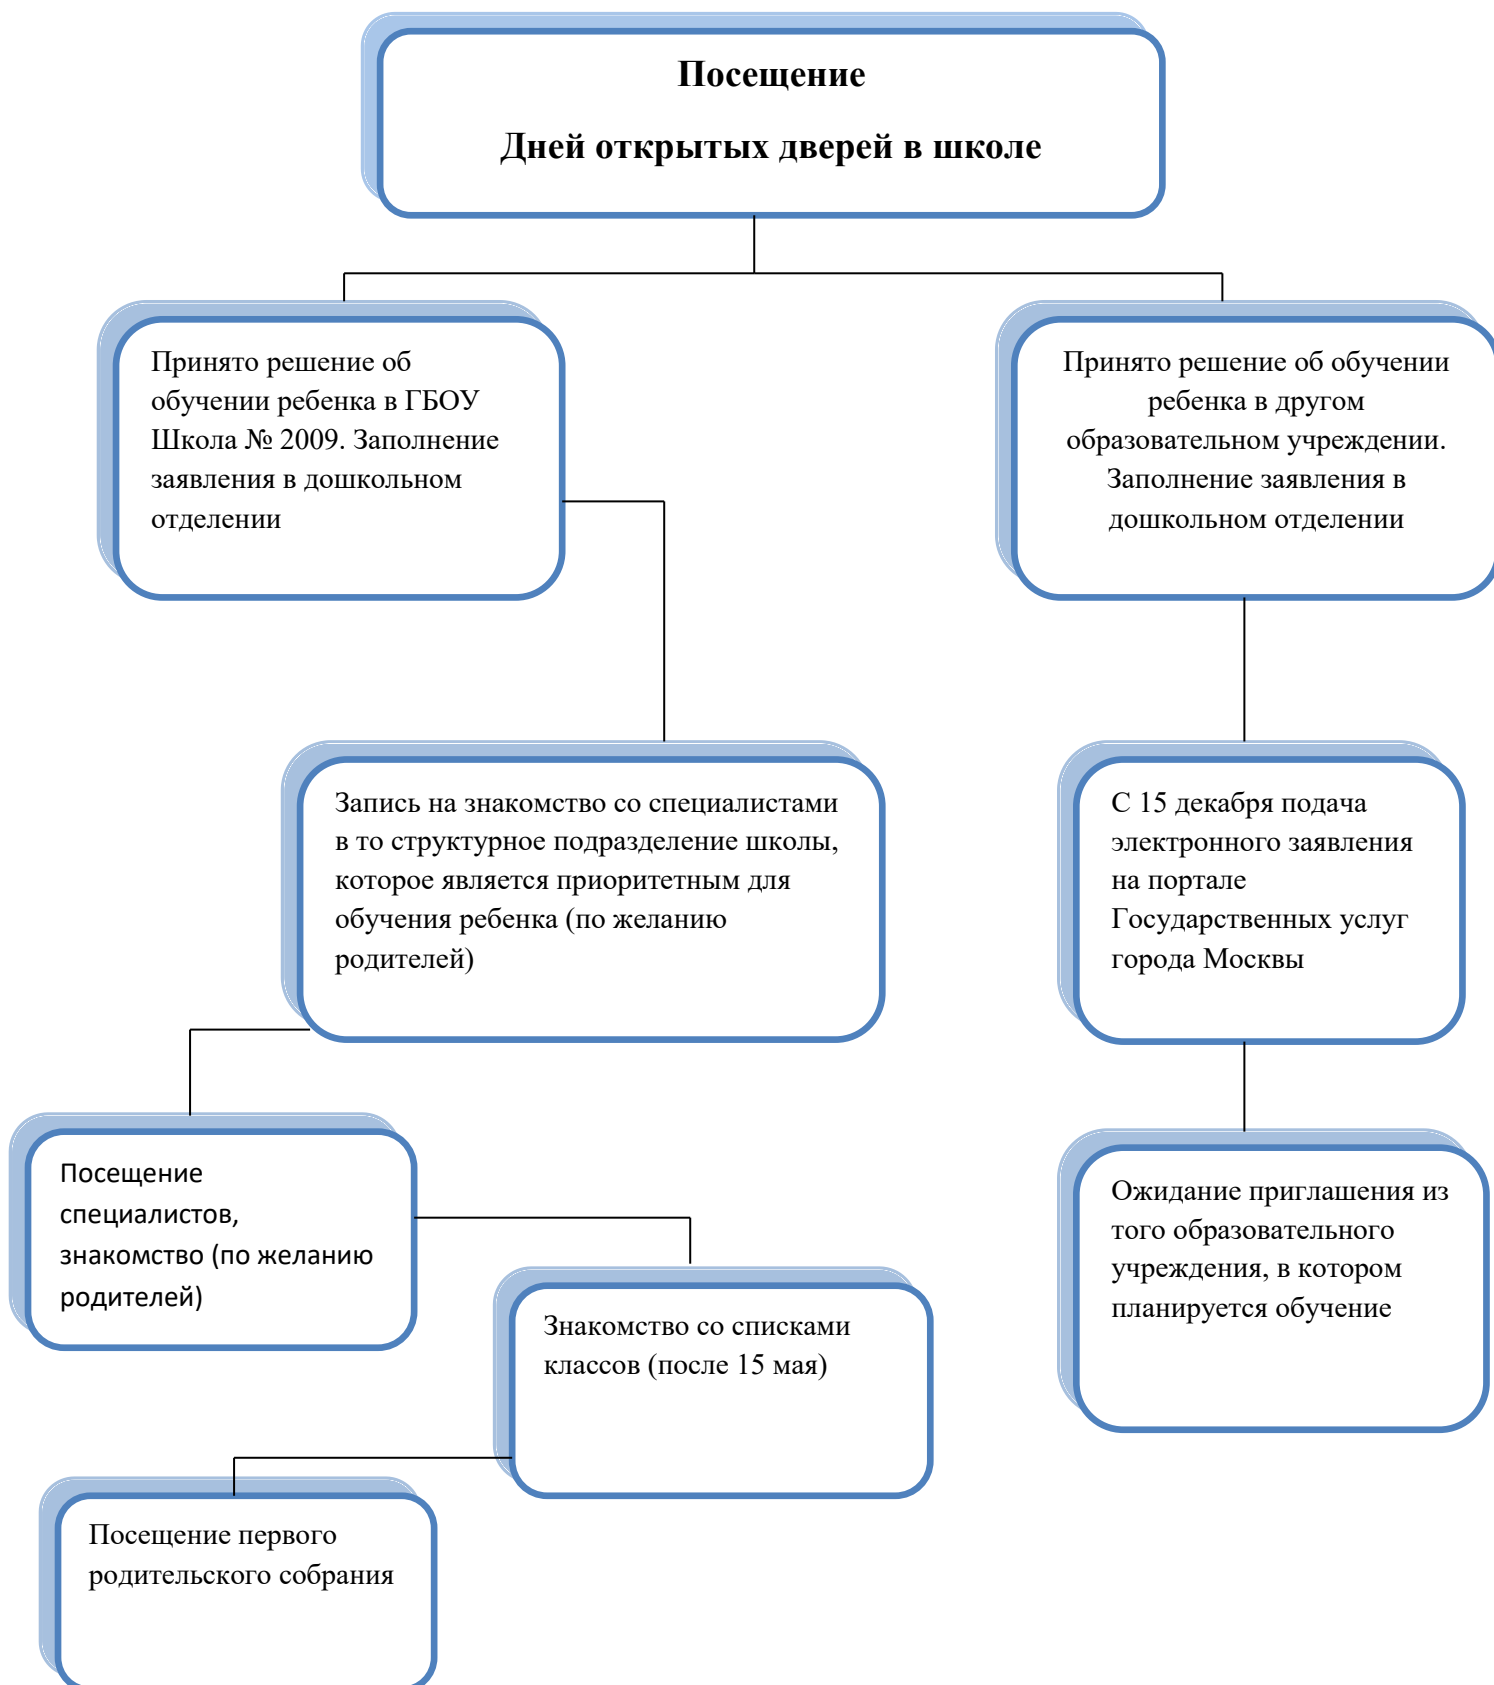 Посещение
Дней открытых дверей в школе
Принято решение об
обучении ребенка в ГБОУ
Школа № 2009. Заполнение
заявления в дошкольном
отделении
Принято решение об обучении
ребенка в другом
образовательном учреждении.
Заполнение заявления в
дошкольном отделении
Запись на знакомство со специалистами
в то структурное подразделение школы,
которое является приоритетным для
обучения ребенка (по желанию
родителей)
С 15 декабря подача
электронного заявления
на портале
Государственных услуг
города Москвы
Посещение
специалистов,
знакомство (по желанию
родителей)
Ожидание приглашения из
того образовательного
учреждения, в котором
планируется обучение
Знакомство со списками
классов (после 15 мая)
Посещение первого
родительского собрания